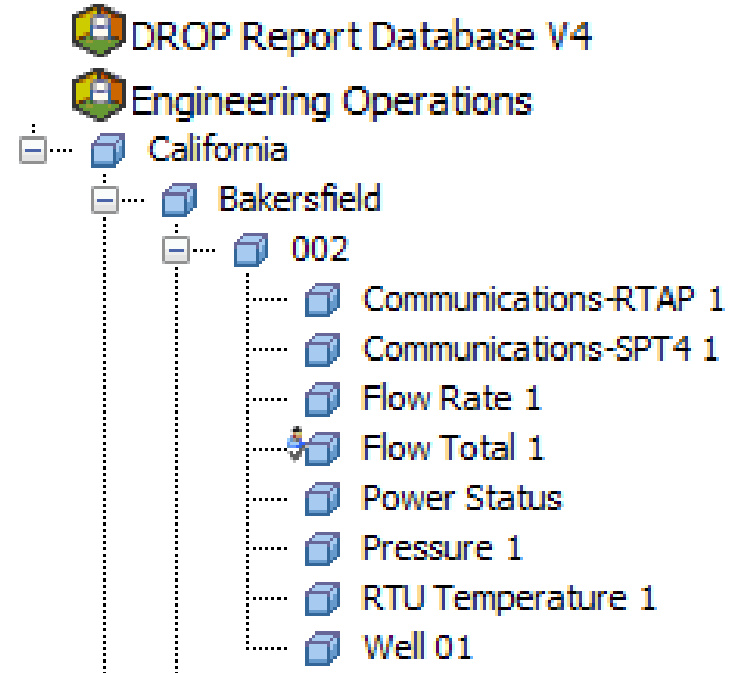 DROP Report Database V4
Engineering Operations
California
Bakersfield
002
Communications-RTAP 1
Communications-SPT4 1
Flow Rate 1
Flow Total 1
Power Status
Pressure 1
RTU Temperature 1
Well 01